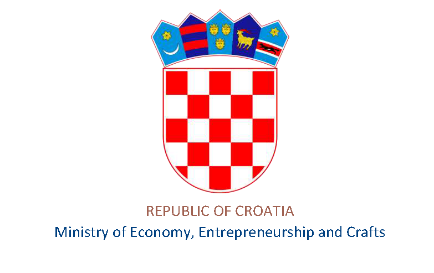 REPUBLIC OF CROATIA
Ministry of Economy, Entrepreneurship and Crafts